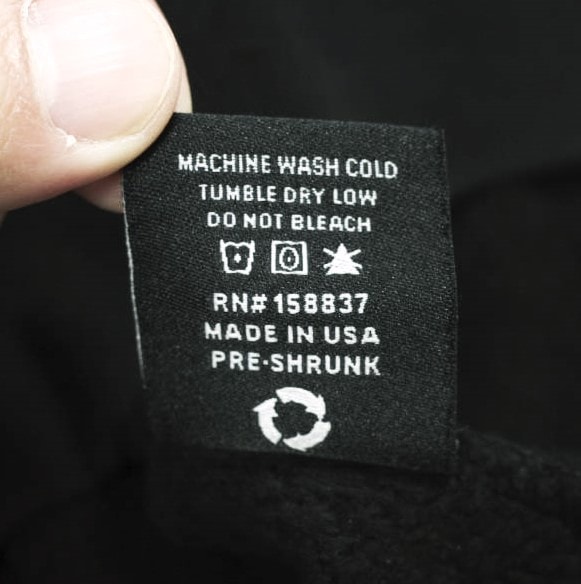 MACHINE WASH COLD
TUMBLE DRY LOW
DO NOT BLEACH
RN# 158837
MADE IN USA
PRE-SHRUNK